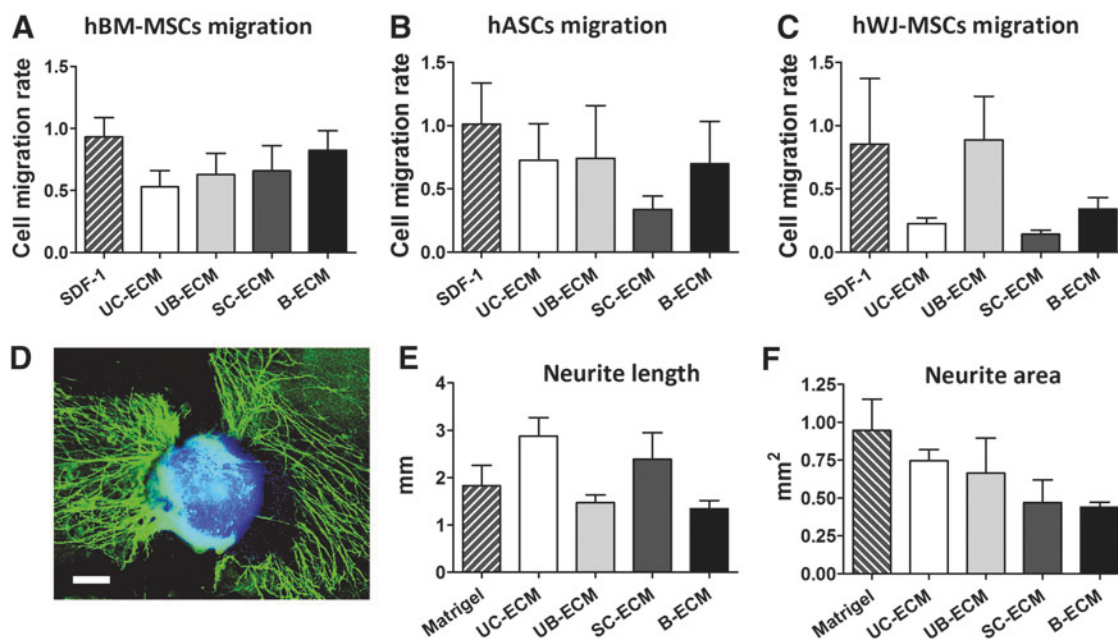 A
hBM-MSCs migration
Cell migration rate
1.5
1.0
0.5
0.0
SDF-1
UC-ECM
UB-ECM
SC-ECM
B-ECM
B
hASCs migration
Cell migration rate
1.5
1.0
0.5
0.0
SDF-1
UC-ECM
UB-ECM
SC-ECM
B-ECM
C
hWJ-MSCs migration
Cell migration rate
1.5
1.0
0.5
0.0
SDF-1
UC-ECM
UB-ECM
SC-ECM
B-ECM
D
E
Neurite length
mm
4
3
2
1
0
Matrigel
UC-ECM
UB-ECM
SC-ECM
B-ECM
F
Neurite area
mm²
1.25
1.00
0.75
0.50
0.25
0.00
Matrigel
UC-ECM
UB-ECM
SC-ECM
B-ECM